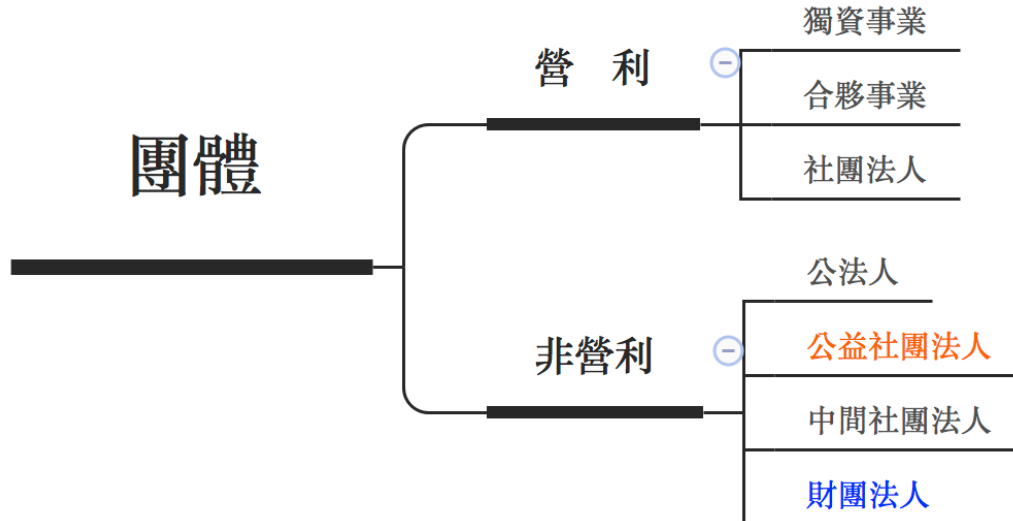 團體
營 利
獨資事業
合夥事業
社團法人
非營利
公法人
公益社團法人
中間社團法人
財團法人